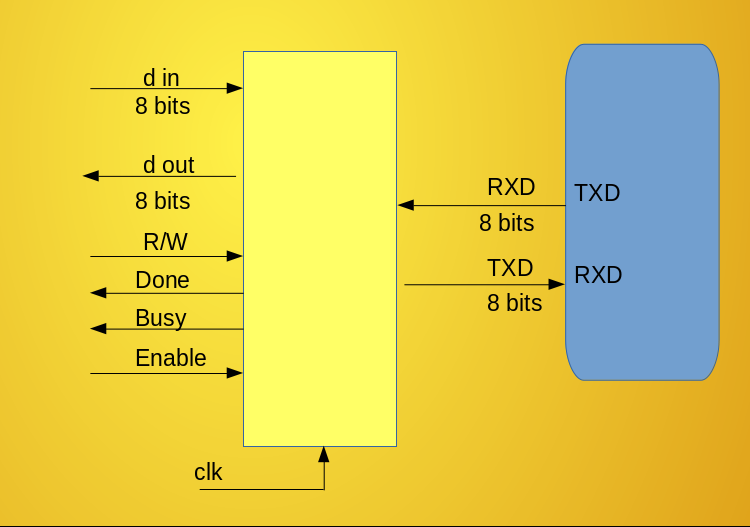 d in
8 bits
d out
8 bits
R/W
Done
Busy
Enable
clk
RXD
8 bits
TXD
8 bits
TXD
RXD